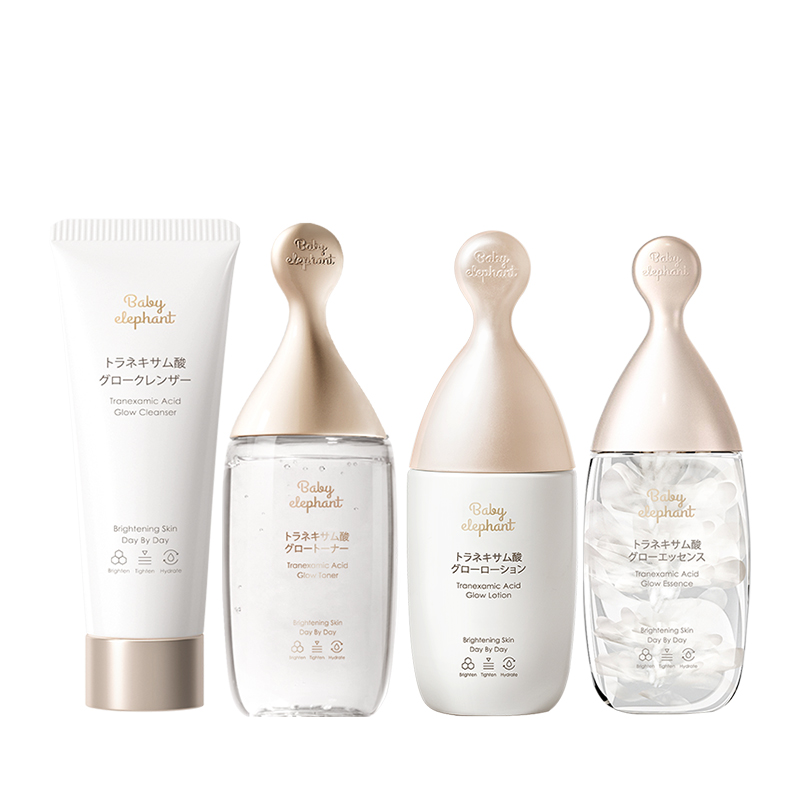 Baby
elephant
トラネキサム酸
グロークレンザー
Tranexamic Acid
Glow Cleanser
Brightening Skin
Day By Day
Brighten Tighten Hydrate
Baby
elephant
Baby
elephant
トラネキサム酸
グロートーナー
Tranexamic Acid
Glow Toner
Brightening Skin
Day By Day
Brighten Tighten Hydrate
Baby
elephant
Baby
elephant
トラネキサム酸
グローローション
Tranexamic Acid
Glow Lotion
Brightening Skin
Day By Day
Brighten Tighten Hydrate
Baby
elephant
Baby
elephant
トラネキサム酸
グローエッセンス
Tranexamic Acid
Glow Essence
Brightening Skin
Day By Day
Brighten Tighten Hydrate